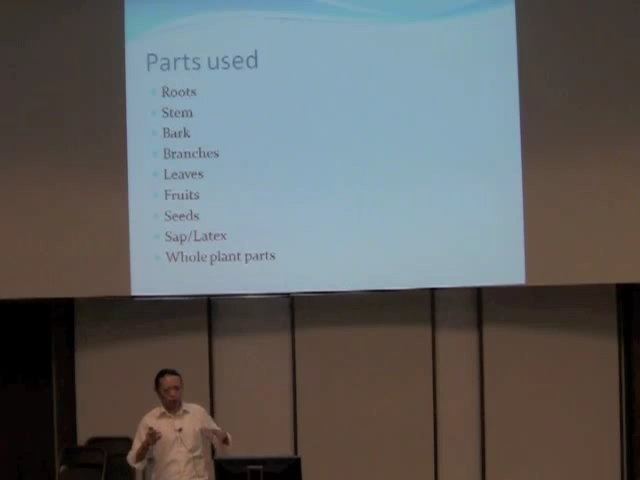 Parts used
Roots
Stem
Bark
Branches
Leaves
Fruits
Seeds
Sap/Latex
Whole plant parts